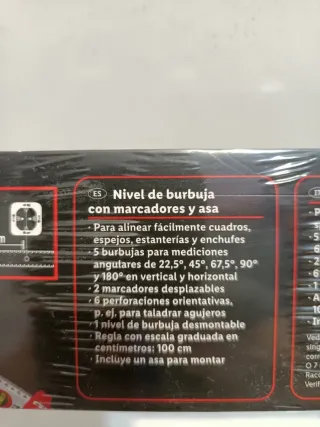 ES Nivel de burbuja
con marcadores y asa
· Para alinear fácilmente cuadros,
espejos, estanterías y enchufes
· 5 burbujas para mediciones
angulares de 22,5°, 45°, 67,5°, 90°
y 180° en vertical y horizontal
· 2 marcadores desplazables
· 6 perforaciones orientativas,
p. ej. para taladrar agujeros
· 1 nivel de burbuja desmontable
· Regla con escala graduada en
centímetros: 100 cm
· Incluye un asa para montar